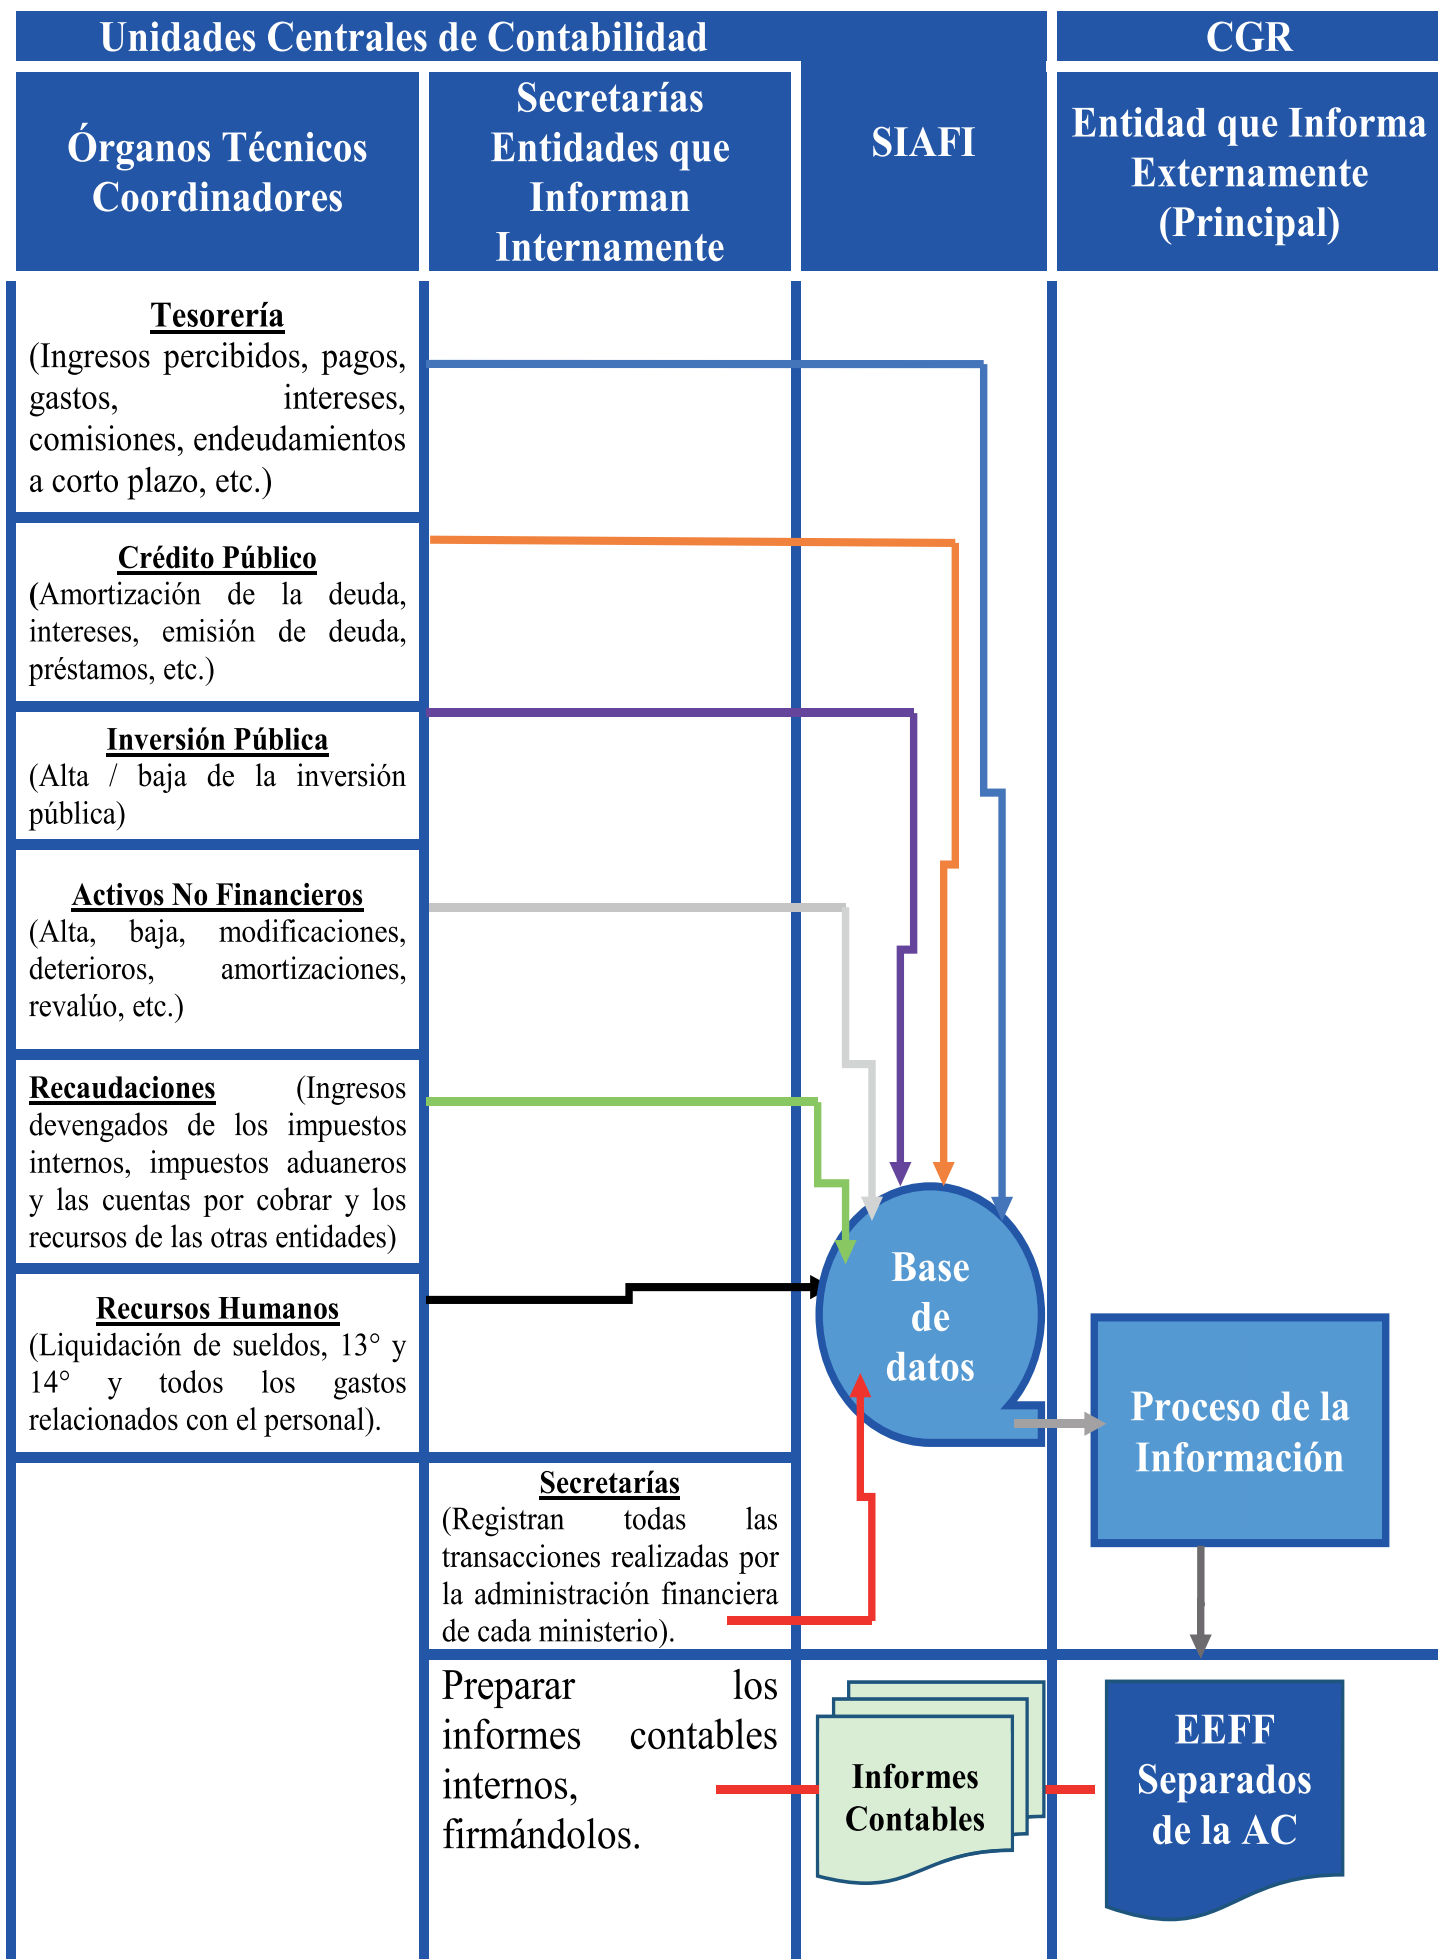 Unidades Centrales de Contabilidad
CGR
Órganos Técnicos
Coordinadores
Secretarías
Entidades que
Informan
Internamente
SIAFI
Entidad que Informa
Externamente
(Principal)
Tesorería
(Ingresos percibidos, pagos,
gastos, intereses,
comisiones, endeudamientos
a corto plazo, etc.)
Crédito Público
(Amortización de la deuda,
intereses, emisión de deuda,
préstamos, etc.)
Inversión Pública
(Alta / baja de la inversión
pública)
Activos No Financieros
(Alta, baja, modificaciones,
deterioros, amortizaciones,
revalúo, etc.)
Recaudaciones (Ingresos
devengados de los impuestos
internos, impuestos aduaneros
y las cuentas por cobrar y los
recursos de las otras entidades)
Recursos Humanos
(Liquidación de sueldos, 13° y
14° y todos los gastos
relacionados con el personal).
Base
de
datos
Proceso de la
Información
Secretarías
(Registran todas las
transacciones realizadas por
la administración financiera
de cada ministerio).
Preparar los
informes contables
internos,
firmándolos.
Informes
Contables
EEFF
Separados
de la AC